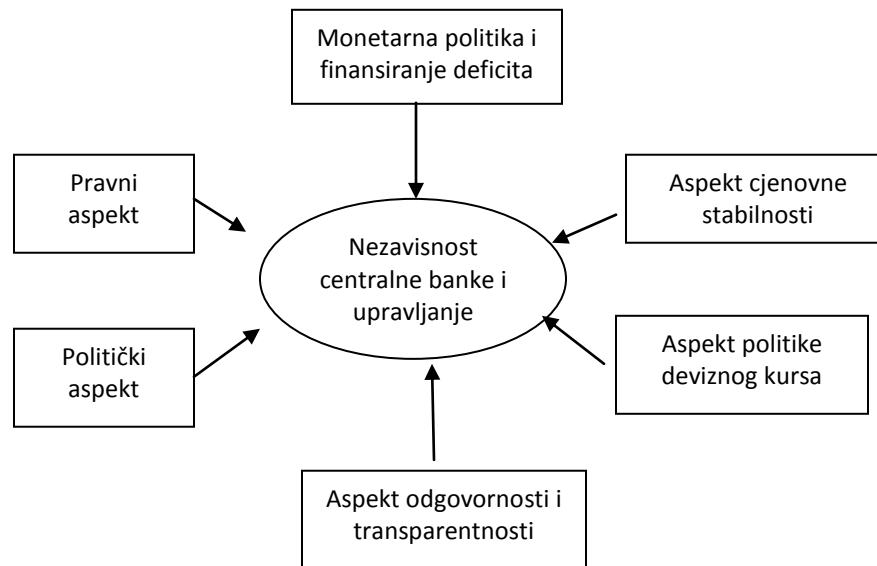 Monetarna politika i
finansiranje deficita
Pravni
aspekt
Aspekt cjenovne
stabilnosti
Nezavisnost
centralne banke i
upravljanje
Politički
aspekt
Aspekt politike
deviznog kursa
Aspekt odgovornosti i
transparentnosti